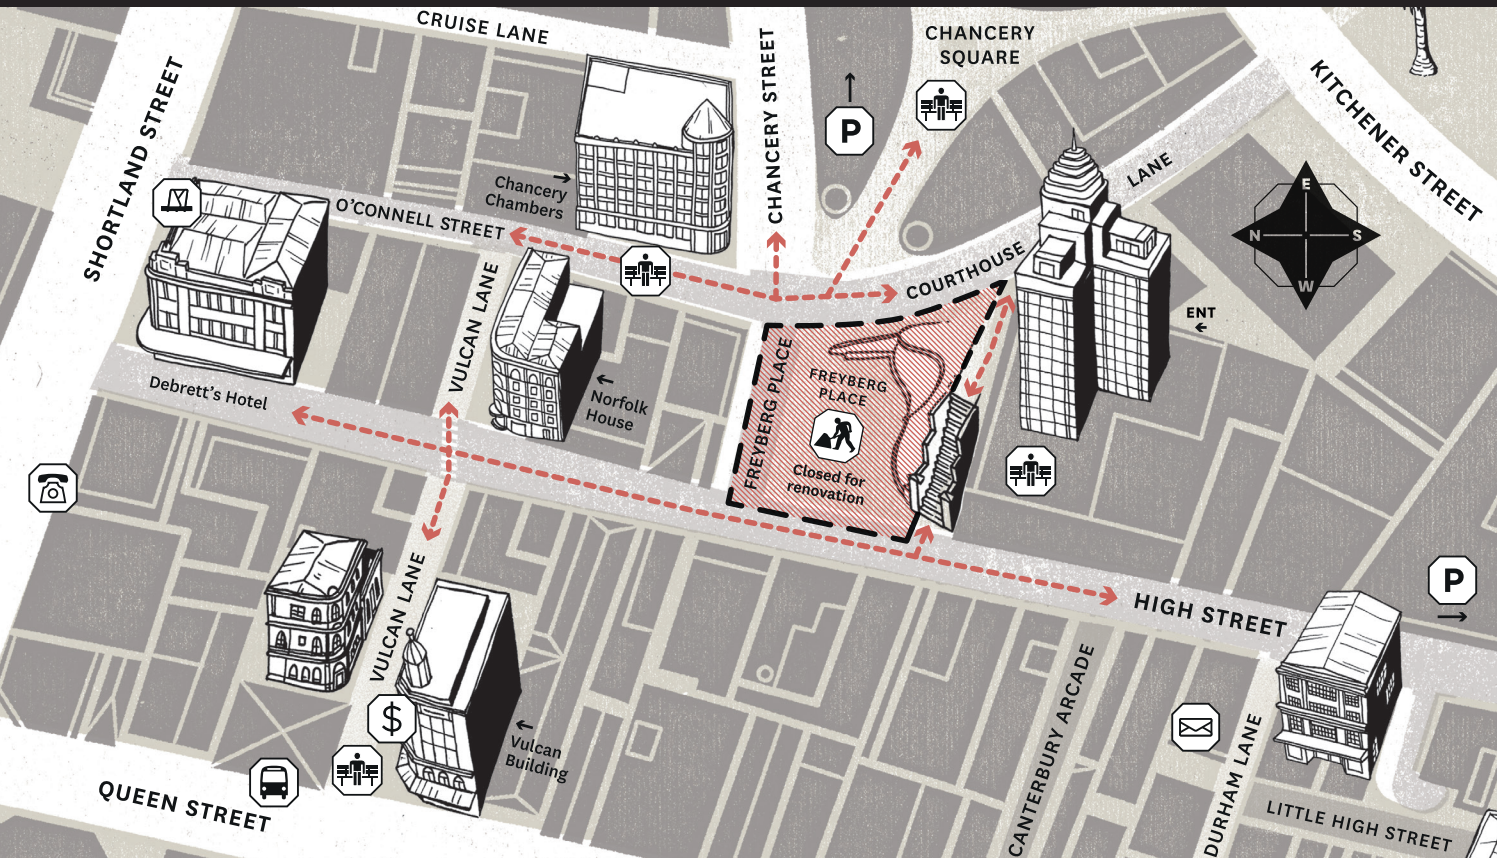 CRUISE LANE
CHANCERY STREET
CHANCERY
SQUARE
KITCHENER STREET
SHORTLAND STREET
P
LANE
Chancery
Chambers
O'CONNELL STREET
E
N
S
W
COURTHOUSE
VULCAN LANE
ENT
Debrett's Hotel
Norfolk
House
FREYBERG PLACE
FREYBERG
PLACE
Closed for
renovation
VULCAN LANE
HIGH STREET
P
$
Vulcan
Building
CANTERBURY ARCADE
DURHAM LANE
QUEEN STREET
LITTLE HIGH STREET